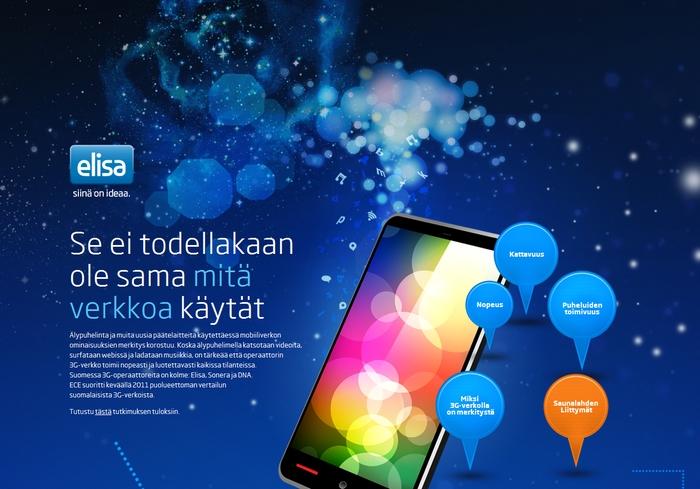 elisa
siinä on ideaa.
Se ei todellakaan
ole sama mitä
verkkoa käytät
Älypuhelinta ja muita uusia päätelaitteita käytettäessä mobiiliverkon
ominaisuuksien merkitys korostuu. Koska älypuhelimella katsotaan videoita,
surfataan webissä ja ladataan musiikkia, on tärkeää että operaattorin
3G-verkko toimii nopeasti ja luotettavasti kaikissa tilanteissa.
Suomessa 3G-operaattoreita on kolme: Elisa, Sonera ja DNA.
ECE suoritti keväällä 2011 puolueettoman vertailun
suomalaisista 3G-verkoista.
Tutustu tästä tutkimuksen tuloksiin.
Kattavuus
Nopeus
Puheluiden
toimivuus
Miksi
3G-verkolla
on merkitystä
Saunalahden
Liittymät